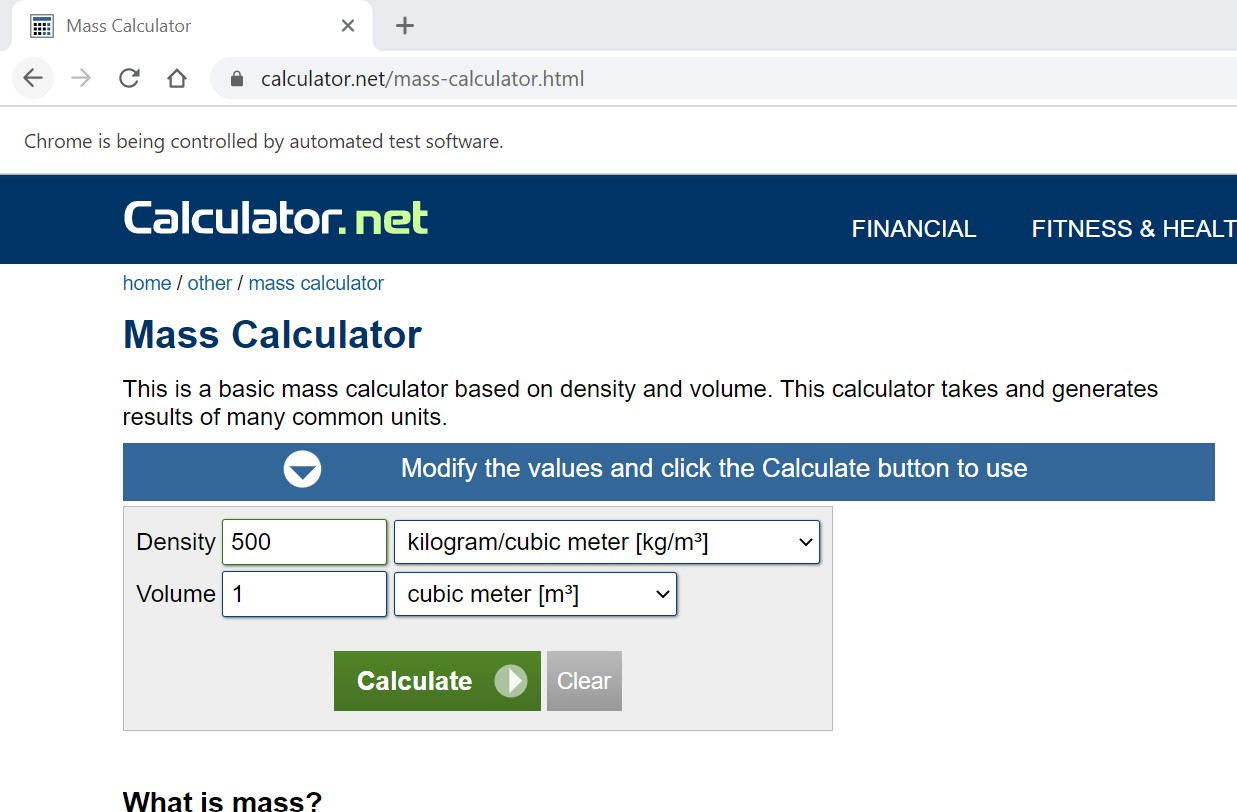 Mass Calculator
calculator.net/mass-calculator.html
Chrome is being controlled by automated test software.
Calculator.net
FINANCIAL FITNESS & HEALT
home / other / mass calculator
Mass Calculator
This is a basic mass calculator based on density and volume. This calculator takes and generates
results of many common units.
Modify the values and click the Calculate button to use
Density 500 kilogram/cubic meter [kg/m³]
Volume 1 cubic meter [m³]
Calculate Clear
What is mass?